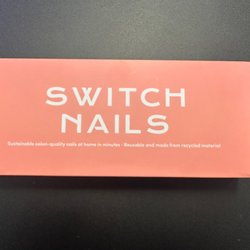 SWITCH
NAILS
Sustainable salon-quality nails at home in minutes • Reusable and made from recycled material